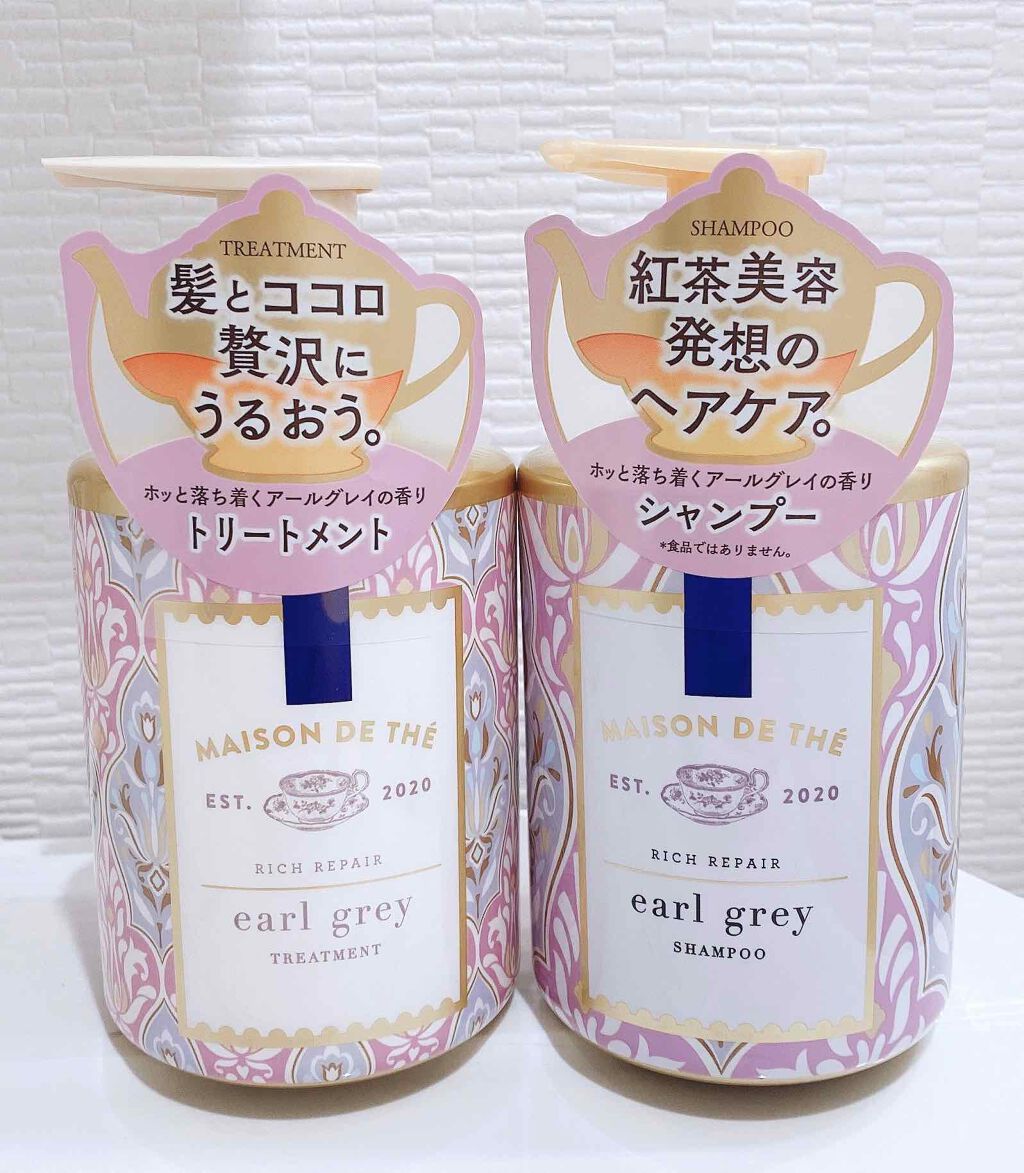 TREATMENT
髪とココロ
贅沢に
うるおう。
ホッと落ち着くアールグレイの香り
トリートメント
MAISON DE THÉ
EST. 2020
RICH REPAIR
earl grey
TREATMENT
SHAMPOO
紅茶美容
発想の
ヘアケア。
ホッと落ち着くアールグレイの香り
シャンプー
*食品ではありません。
MAISON DE THÉ
EST. 2020
RICH REPAIR
earl grey
SHAMPOO